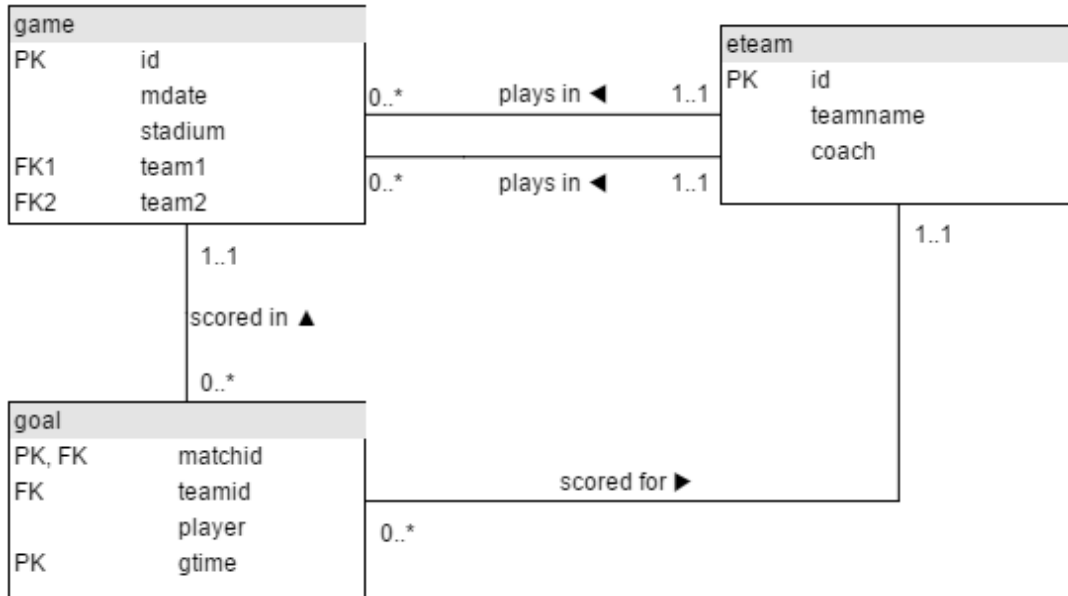 game
PK id
mdate
stadium
FK1 team1
FK2 team2
eteam
PK id
teamname
coach
0..* plays in ◄ 1..1
0..* plays in ◄ 1..1
1..1
scored in ▲
0..*
1..1
goal
PK, FK matchid
FK teamid
player
PK gtime
scored for ►
0..*